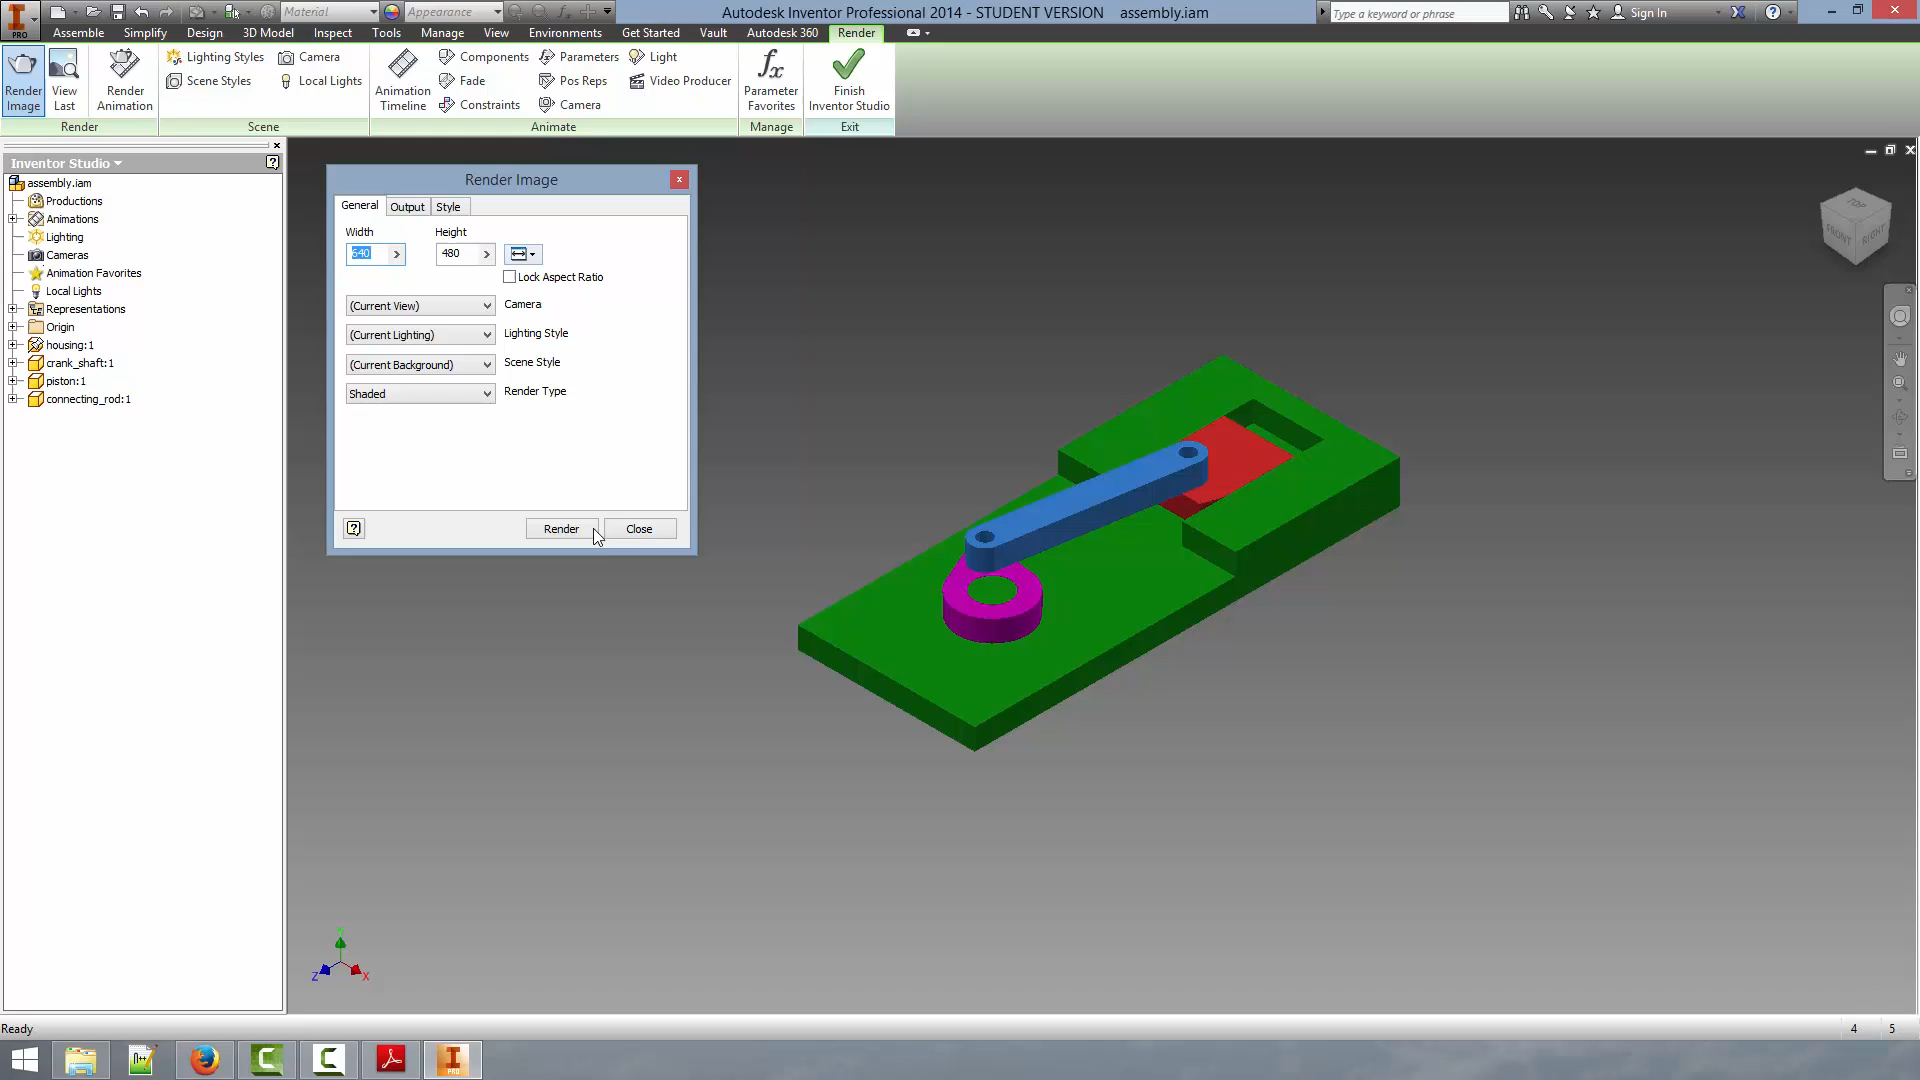 Material
Appearance
Autodesk Inventor Professional 2014 - STUDENT VERSION assembly.iam
Type a keyword or phrase
Sign In
PRO
Assemble Simplify Design 3D Model Inspect Tools Manage View Environments Get Started Vault Autodesk 360 Render
Render Image
View Last
Render Animation
Lighting Styles
Scene Styles
Camera
Local Lights
Animation Timeline
Components
Fade
Constraints
Parameters
Pos Reps
Camera
Light
Video Producer
Parameter Favorites
Finish Inventor Studio
Render Scene Animate Manage Exit
Inventor Studio
assembly.iam
Productions
Animations
Lighting
Cameras
Animation Favorites
Local Lights
Representations
Origin
housing:1
crank_shaft:1
piston:1
connecting_rod:1
Render Image
General Output Style
Width Height
640 480
Lock Aspect Ratio
(Current View) Camera
(Current Lighting) Lighting Style
(Current Background) Scene Style
Shaded Render Type
Render Close
TOP
FRONT RIGHT
Y
Z X
Ready
4 5
PRO